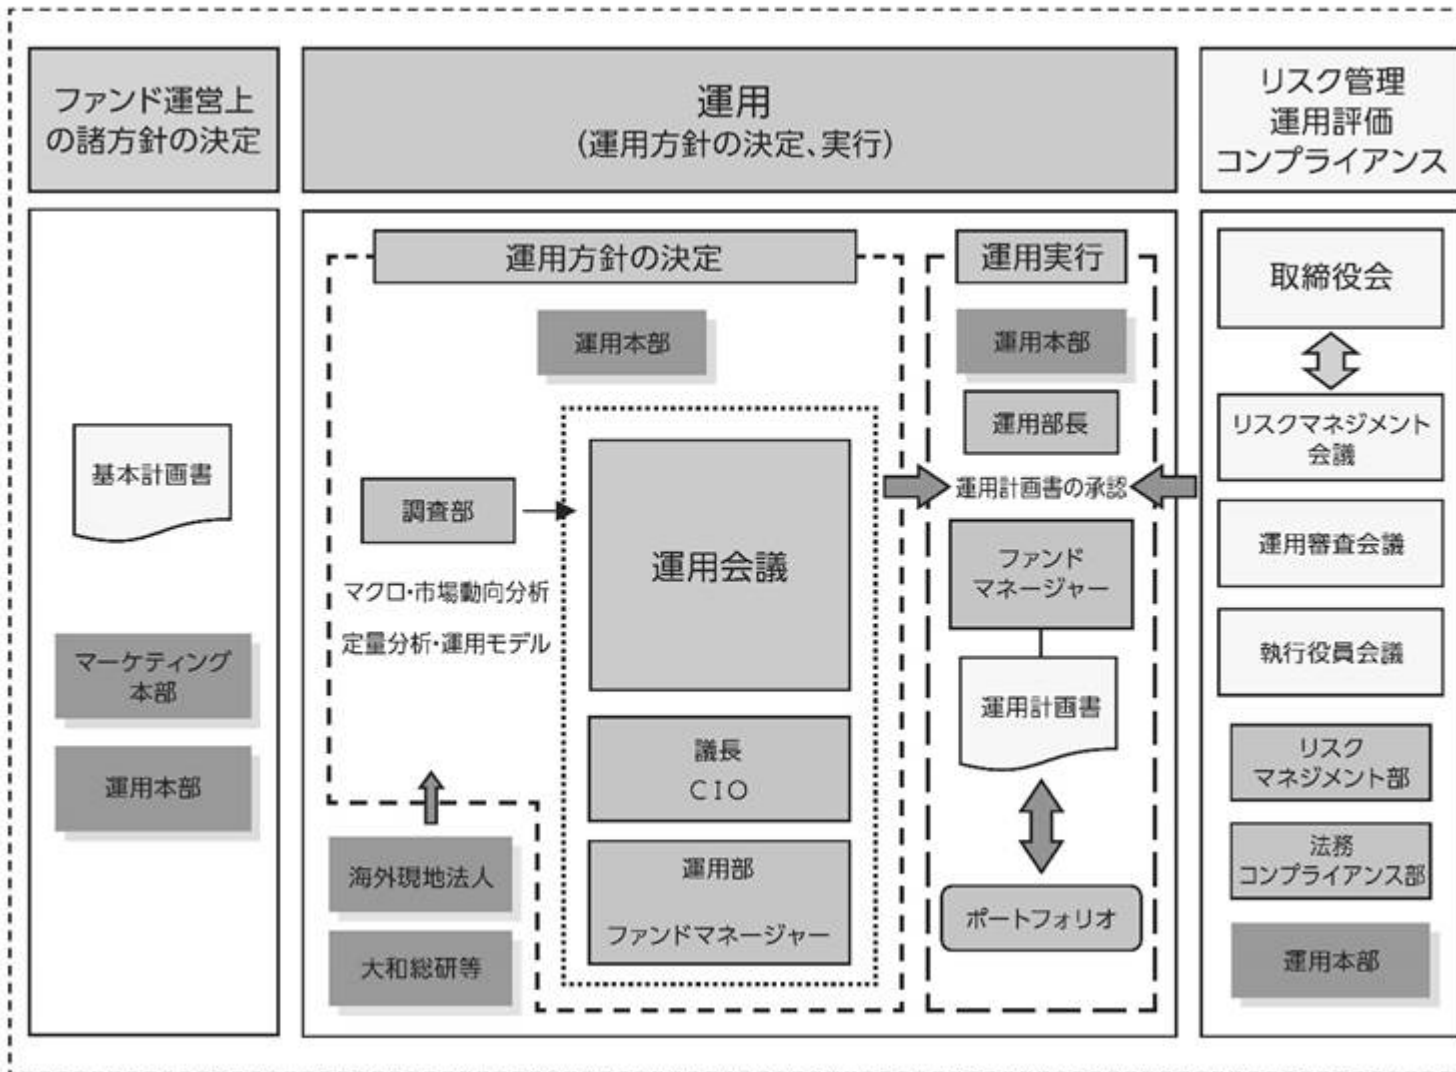 ファンド運営上
の諸方針の決定
運用
(運用方針の決定、実行)
リスク管理
運用評価
コンプライアンス
基本計画書
マーケティング
本部
運用本部
運用方針の決定
運用本部
調査部
マクロ・市場動向分析
定量分析・運用モデル
海外現地法人
大和総研等
運用会議
議長
CIO
運用部
ファンドマネージャー
運用実行
運用本部
運用部長
運用計画書の承認
ファンド
マネージャー
運用計画書
ポートフォリオ
取締役会
リスクマネジメント
会議
運用審査会議
執行役員会議
リスク
マネジメント部
法務
コンプライアンス部
運用本部